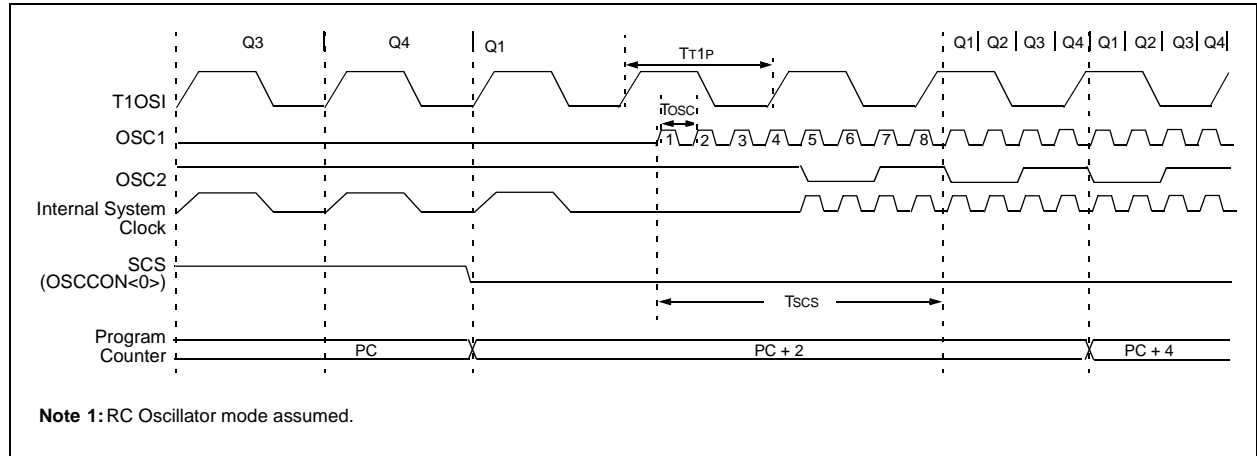 Q3 Q4 Q1 TT1P Q1 Q2 Q3 Q4 Q1 Q2 Q3 Q4
T1OSI
TOSC
OSC1 1 2 3 4 5 6 7 8
OSC2
Internal System
Clock
SCS
(OSCCON<0>)
TSCS
Program
Counter PC PC + 2 PC + 4
Note 1: RC Oscillator mode assumed.